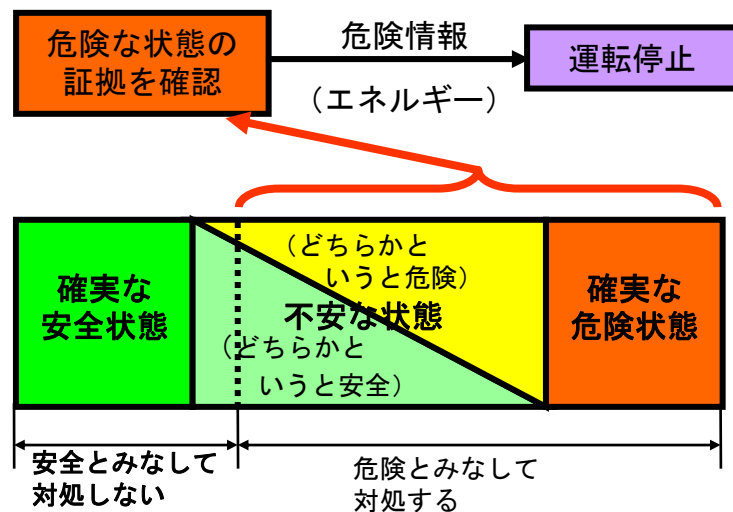 危険な状態の
証拠を確認
危険情報
（エネルギー）
運転停止
確実な
安全状態
（どちらかと
いうと危険）
不安な状態
（どちらかと
いうと安全）
確実な
危険状態
安全とみなして
対処しない
危険とみなして
対処する